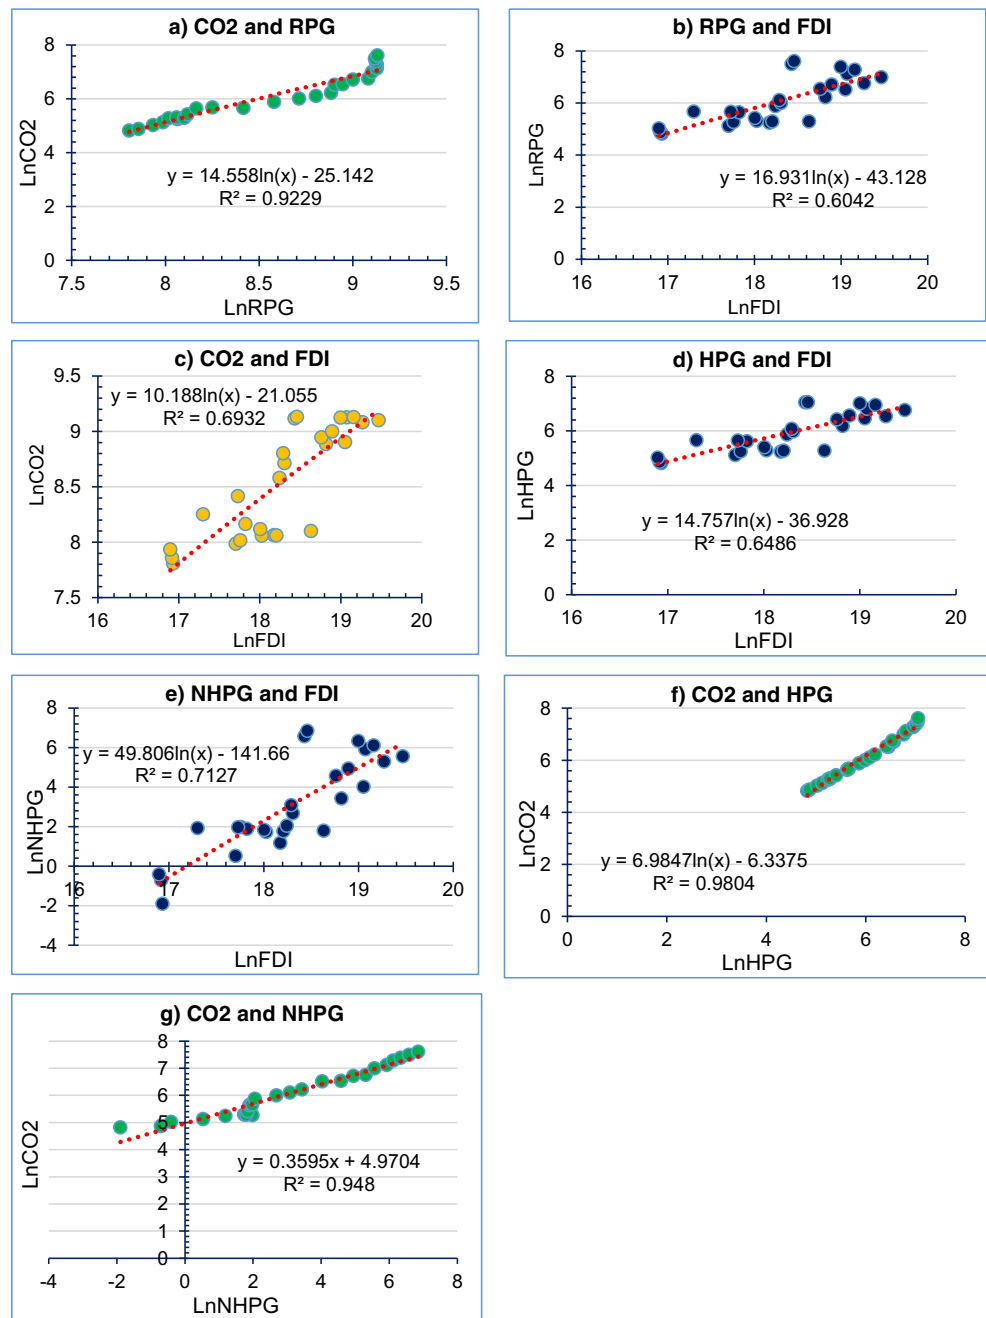 a) CO2 and RPG
8
6
4
2
0
LnCO2
y = 14.558ln(x) - 25.142
R² = 0.9229
7.5 8 8.5 9 9.5
LnRPG
b) RPG and FDI
8
6
4
2
0
LnRPG
y = 16.931ln(x) - 43.128
R² = 0.6042
16 17 18 19 20
LnFDI
c) CO2 and FDI
9.5
9
8.5
8
7.5
LnCO2
y = 10.188ln(x) - 21.055
R² = 0.6932
16 17 18 19 20
LnFDI
d) HPG and FDI
8
6
4
2
0
LnHPG
y = 14.757ln(x) - 36.928
R² = 0.6486
16 17 18 19 20
LnFDI
e) NHPG and FDI
8
6
4
2
0
-2
-4
LnNHPG
y = 49.806ln(x) - 141.66
R² = 0.7127
16 17 18 19 20
LnFDI
f) CO2 and HPG
8
6
4
2
0
LnCO2
y = 6.9847ln(x) - 6.3375
R² = 0.9804
0 2 4 6 8
LnHPG
g) CO2 and NHPG
8
7
6
5
4
3
2
1
0
LnCO2
y = 0.3595x + 4.9704
R² = 0.948
-4 -2 0 2 4 6 8
LnNHPG